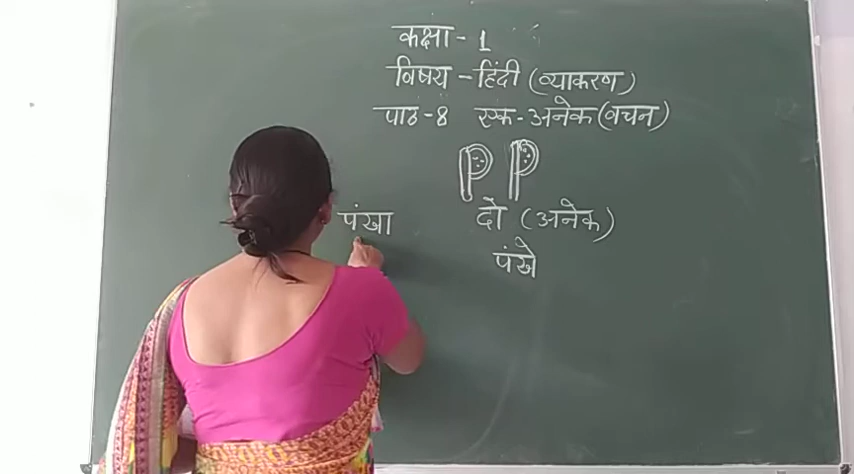 कक्षा - 1
विषय - हिंदी (व्याकरण)
पाठ - 8 एक - अनेक (वचन)
पंखा दो (अनेक)
पंखे